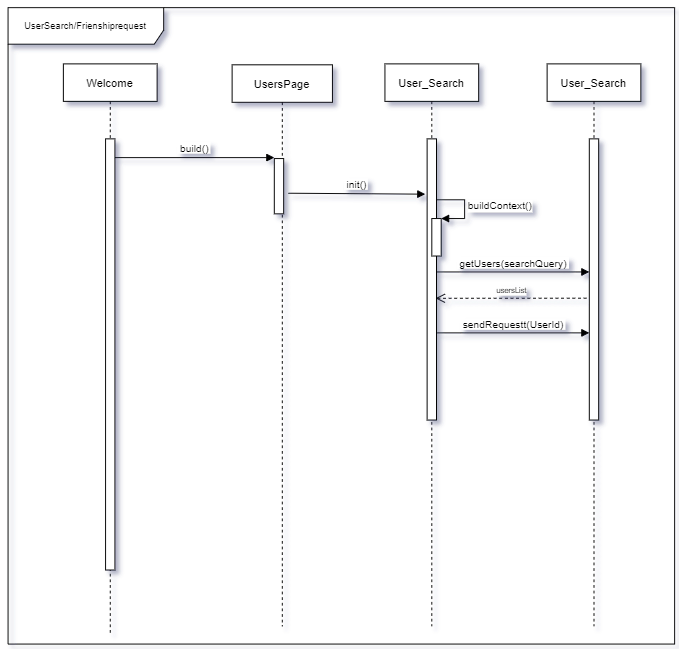 UserSearch/Frienshiprequest
Welcome
UsersPage
User_Search
User_Search
build()
init()
buildContext()
getUsers(searchQuery)
usersList
sendRequestt(UserId)